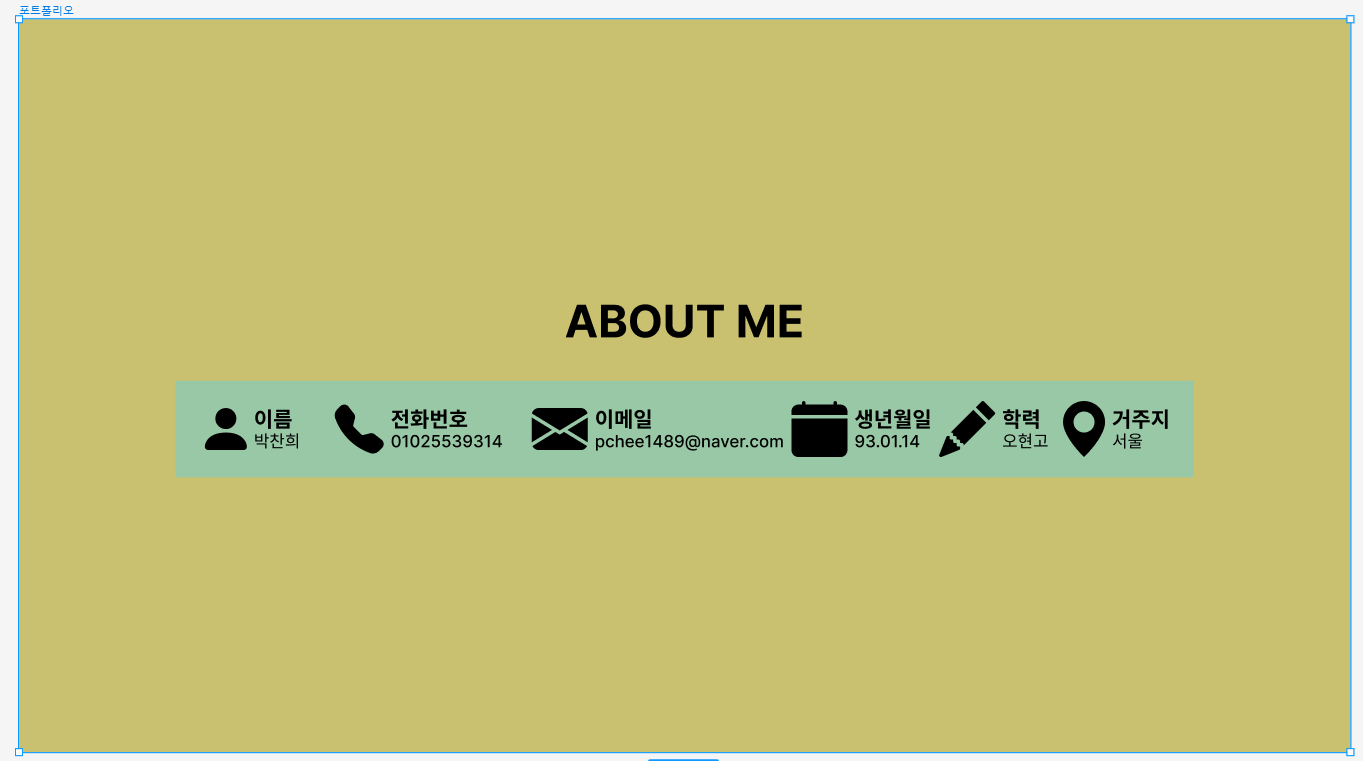 포트폴리오
ABOUT ME
이름
박찬희
전화번호
01025539314
이메일
pchee1489@naver.com
생년월일
93.01.14
학력
오현고
거주지
서울